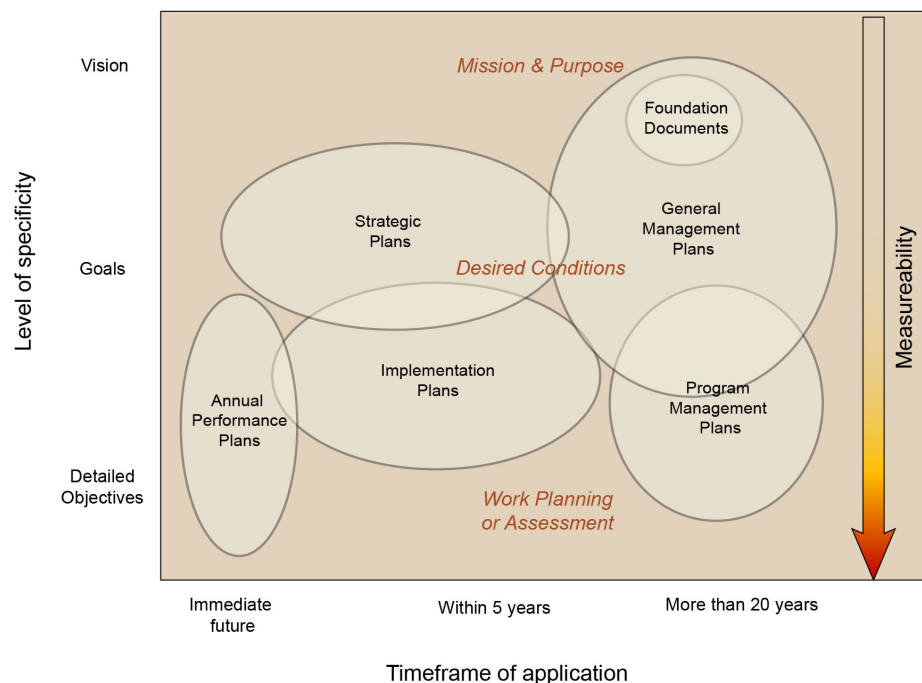 Vision
Mission & Purpose
Foundation
Documents
Strategic
Plans
General
Management
Plans
Level of specificity
Goals
Desired Conditions
Measureability
Implementation
Plans
Annual
Performance
Plans
Program
Management
Plans
Detailed
Objectives
Work Planning
or Assessment
Immediate
future
Within 5 years
More than 20 years
Timeframe of application